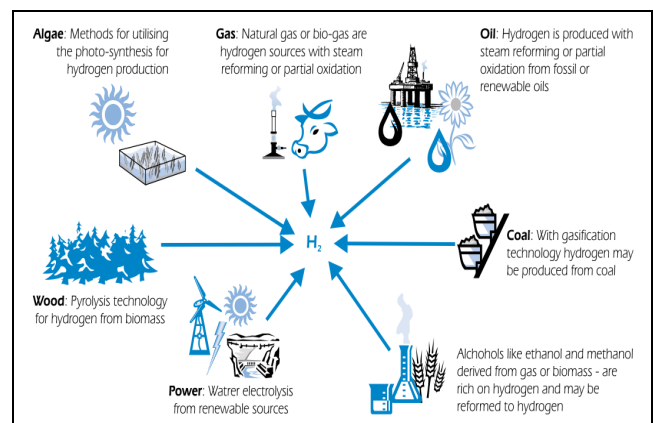 Algae: Methods for utilising
the photo-synthesis for
hydrogen production
Gas: Natural gas or bio-gas are
hydrogen sources with steam
reforming or partial oxidation
Oil: Hydrogen is produced with
steam reforming or partial
oxidation from fossil or
renewable oils
H₂
Coal: With gasification
technology hydrogen may
be produced from coal
Wood: Pyrolysis technology
for hydrogen from biomass
Power: Watrer electrolysis
from renewable sources
Alchohols like ethanol and methanol
derived from gas or biomass - are
rich on hydrogen and may be
reformed to hydrogen